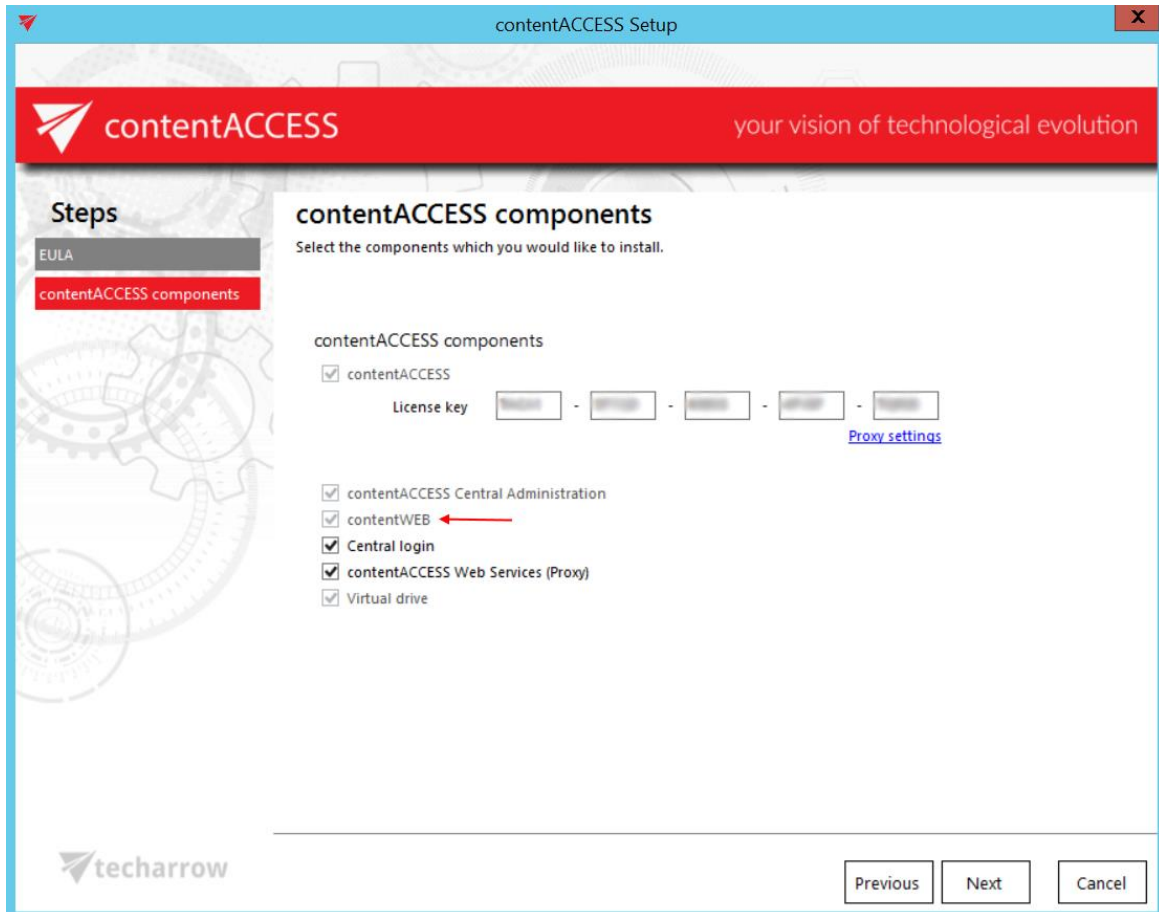 contentACCESS Setup
X
contentACCESS
your vision of technological evolution
Steps
EULA
contentACCESS components
contentACCESS components
Select the components which you would like to install.
contentACCESS components
contentACCESS
License key - - - -
Proxy settings
contentACCESS Central Administration
contentWEB
Central login
contentACCESS Web Services (Proxy)
Virtual drive
techarrow
Previous Next Cancel